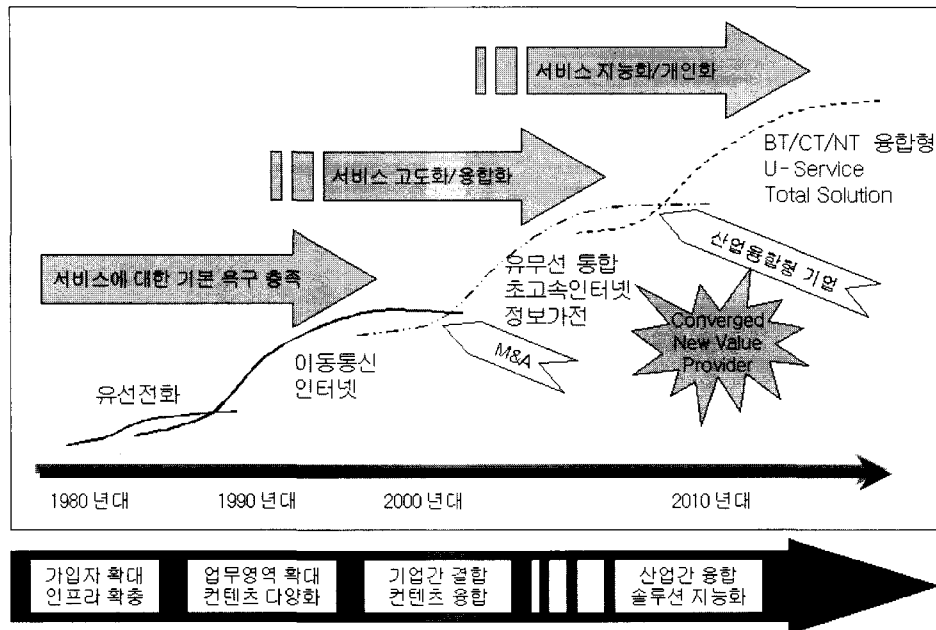 서비스 지능화/개인화
BT/CT/NT 융합형
U-Service
Total Solution
서비스 고도화/융합화
산업융합형 기업
서비스에 대한 기본 욕구 충족
유무선 통합
초고속인터넷
정보가전
Converged
New Value
Provider
M&A
이동통신
인터넷
유선전화
1980 년대
1990 년대
2000 년대
2010 년대
가입자 확대
인프라 확충
업무영역 확대
컨텐츠 다양화
기업간 결합
컨텐츠 융합
산업간 융합
솔루션 지능화